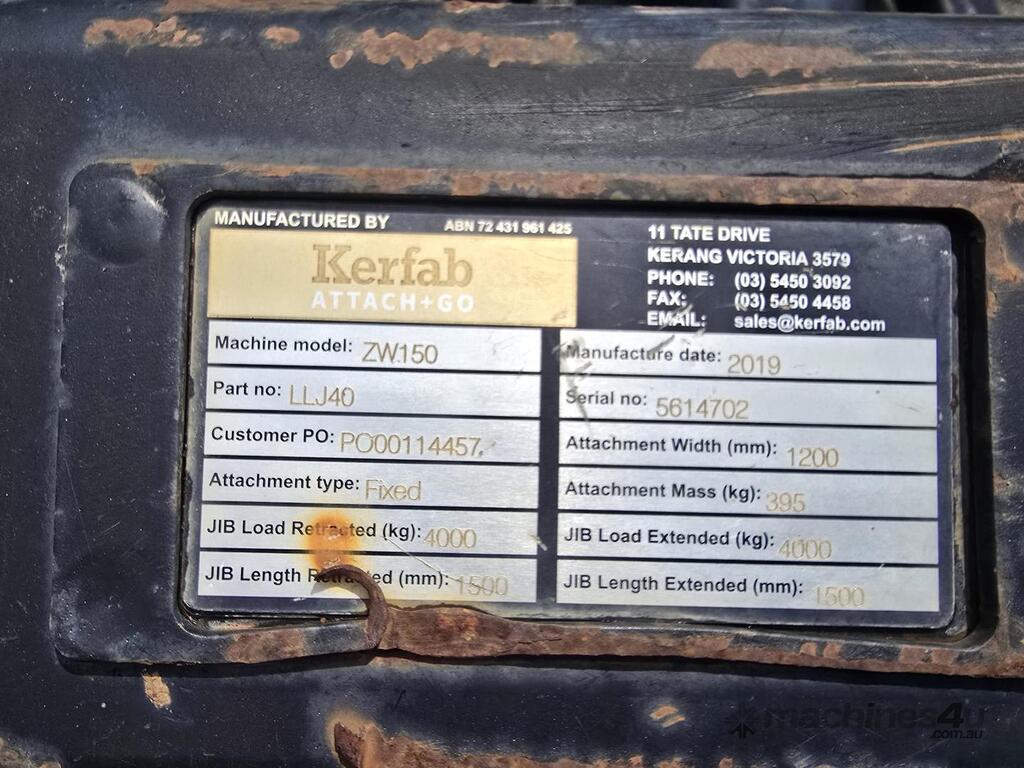 MANUFACTURED BY
ABN 72 431 961 425
Kerfab
ATTACH+GO
11 TATE DRIVE
KERANG VICTORIA 3579
PHONE: (03) 5450 3092
FAX: (03) 5450 4458
EMAIL: sales@kerfab.com
Machine model: ZW150
Part no: LLJ40
Customer PO: PO00114457
Attachment type: Fixed
JIB Load Retracted (kg): 4000
JIB Length Retracted (mm): 1500
Manufacture date: 2019
Serial no: 5614702
Attachment Width (mm): 1200
Attachment Mass (kg): 395
JIB Load Extended (kg): 4000
JIB Length Extended (mm): 1500
machines4u
.com.au